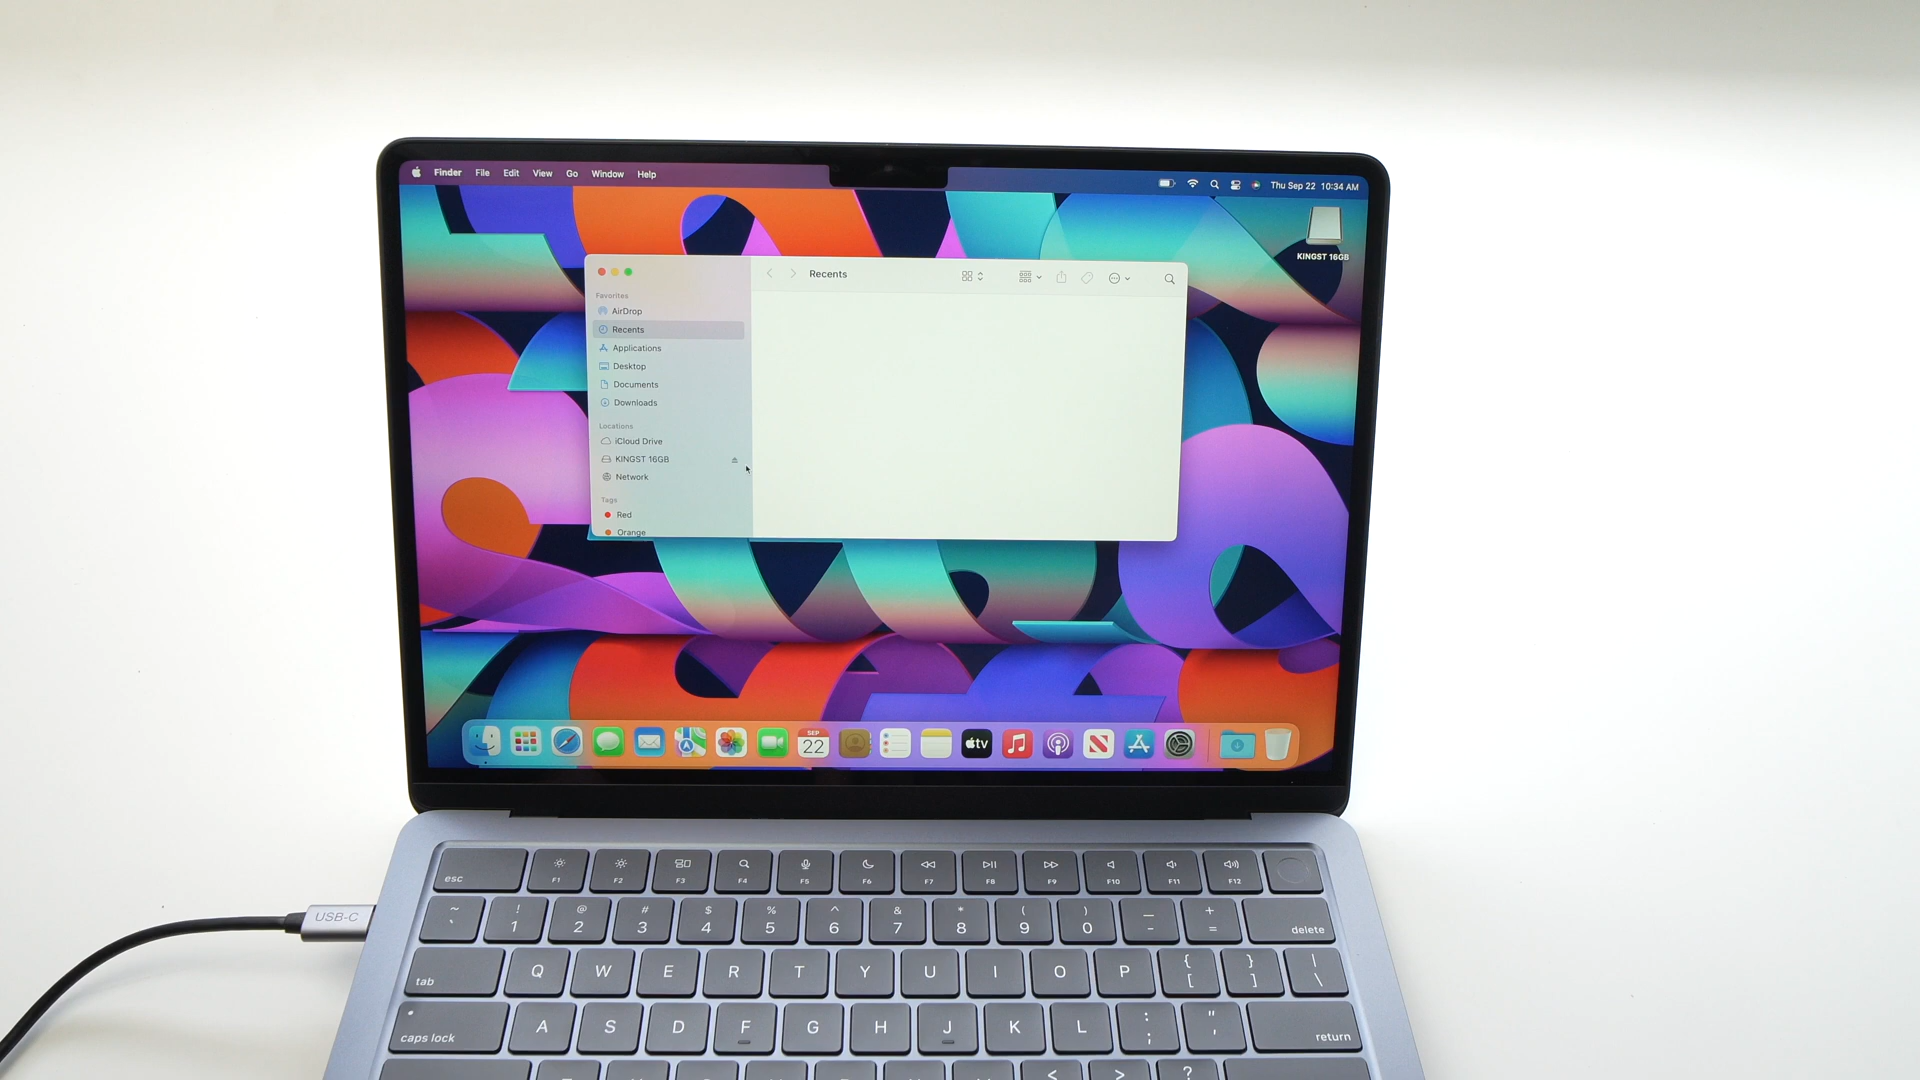 Finder File Edit View Go Window Help
Thu Sep 22 10:34 AM
KINGST 16GB
Recents
Favorites
AirDrop
Recents
Applications
Desktop
Documents
Downloads
Locations
iCloud Drive
KINGST 16GB
Network
Tags
Red
Orange
SEP
22
tv
USB-C
esc F1 F2 F3 F4 F5 F6 F7 F8 F9 F10 F11 F12
~ ! @ # $ % ^ & * ( ) _ +
` 1 2 3 4 5 6 7 8 9 0 - = delete
tab Q W E R T Y U I O P { [ } ] | \
caps lock A S D F G H J K L : ; " ' return
< > ?